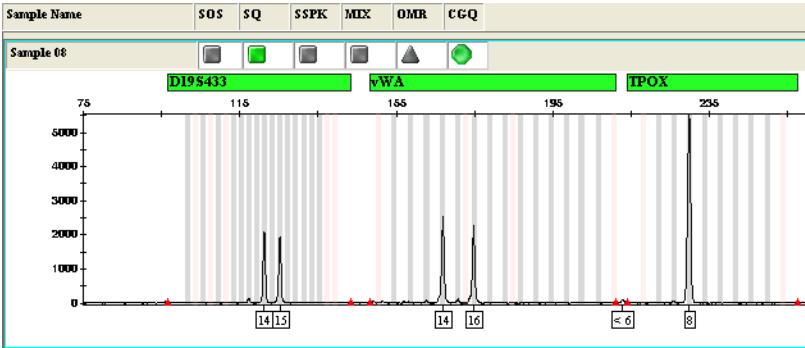 Sample Name SOS SQ SSPK MIX OMR CGQ
Sample 08
D19S433 vWA TPOX
75 115 155 195 235
5000
4000
3000
2000
1000
0
14 15 14 16 < 6 8